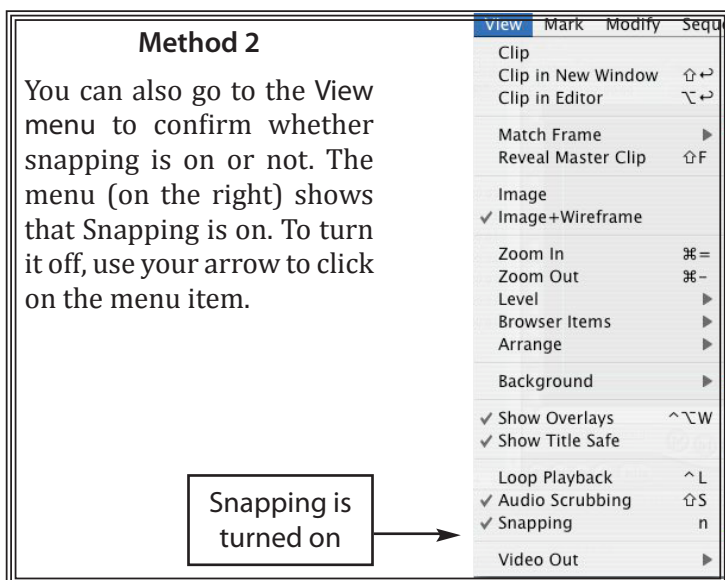 Method 2
You can also go to the View
menu to confirm whether
snapping is on or not. The
menu (on the right) shows
that Snapping is on. To turn
it off, use your arrow to click
on the menu item.
Snapping is
turned on
View Mark Modify Seque
Clip
Clip in New Window ⇧↩
Clip in Editor ⌥↩
Match Frame ▶
Reveal Master Clip ⇧F
Image
✓ Image+Wireframe
Zoom In ⌘=
Zoom Out ⌘-
Level ▶
Browser Items ▶
Arrange ▶
Background ▶
✓ Show Overlays ^⌥W
✓ Show Title Safe
Loop Playback ^L
✓ Audio Scrubbing ⇧S
✓ Snapping n
Video Out ▶